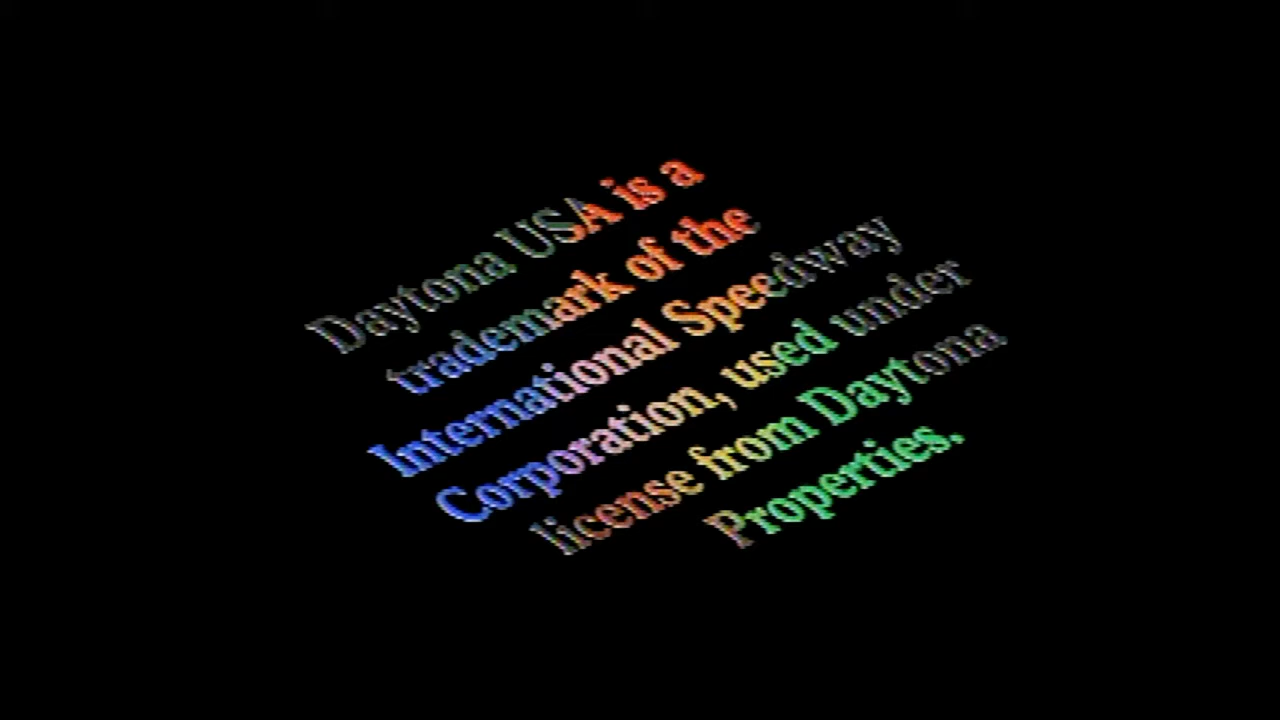 Daytona USA is a
trademark of the
International Speedway
Corporation, used under
license from Daytona
Properties.